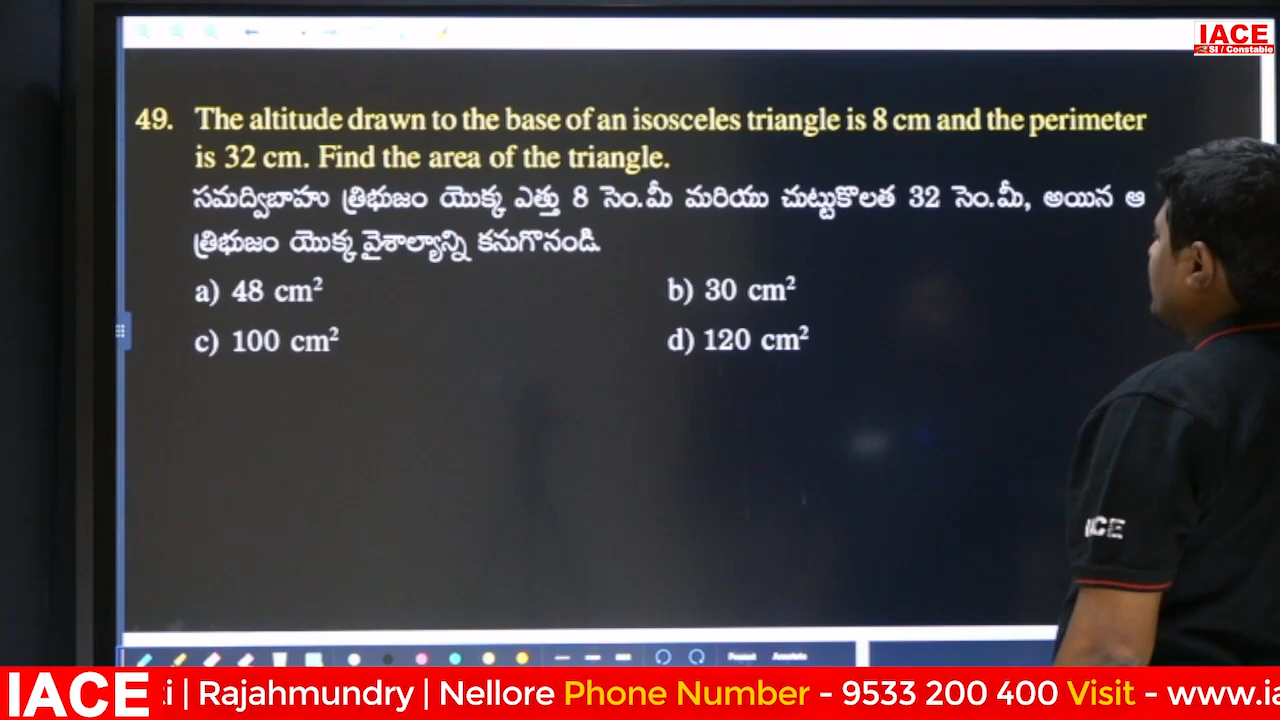 IACE
SI / Constable
49. The altitude drawn to the base of an isosceles triangle is 8 cm and the perimeter
is 32 cm. Find the area of the triangle.
సమద్విబాహు త్రిభుజం యొక్క ఎత్తు 8 సెం.మీ మరియు చుట్టుకొలత 32 సెం.మీ, అయిన ఆ
త్రిభుజం యొక్క వైశాల్యాన్ని కనుగొనండి.
a) 48 cm² b) 30 cm²
c) 100 cm² d) 120 cm²
IACE
IACE | Rajahmundry | Nellore Phone Number - 9533 200 400 Visit - www.ia